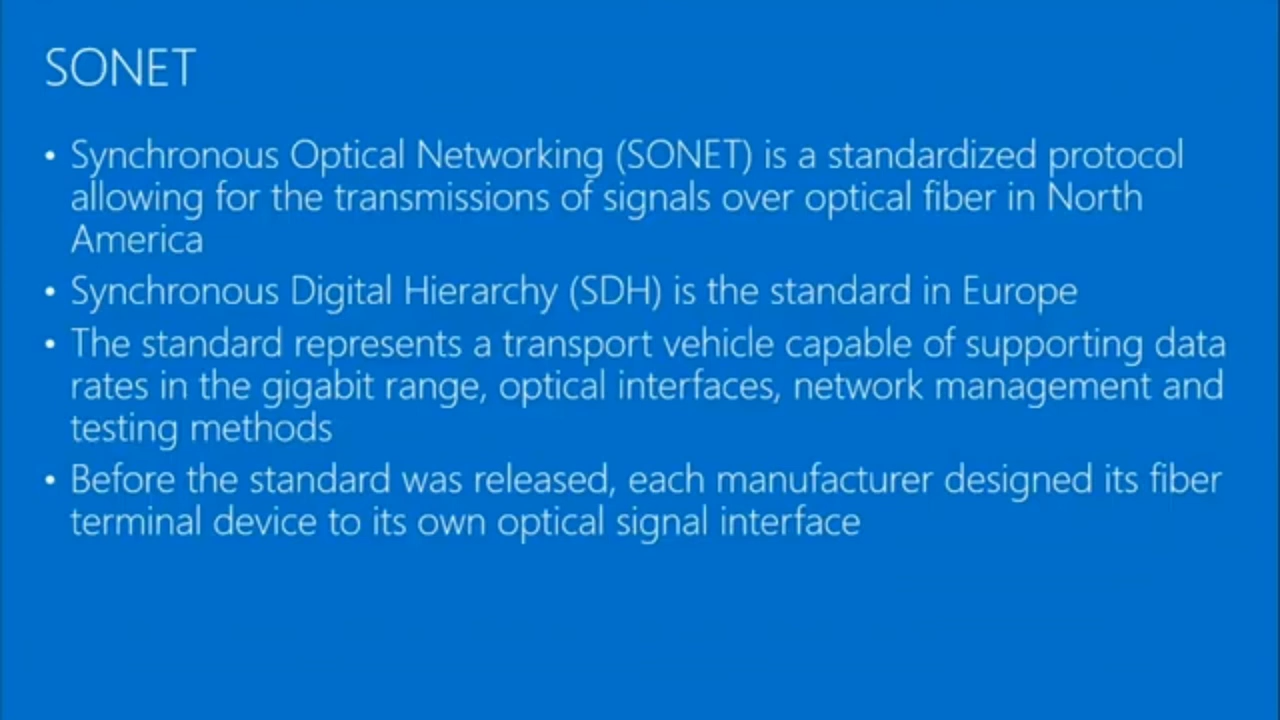 SONET
• Synchronous Optical Networking (SONET) is a standardized protocol
allowing for the transmissions of signals over optical fiber in North
America
• Synchronous Digital Hierarchy (SDH) is the standard in Europe
• The standard represents a transport vehicle capable of supporting data
rates in the gigabit range, optical interfaces, network management and
testing methods
• Before the standard was released, each manufacturer designed its fiber
terminal device to its own optical signal interface